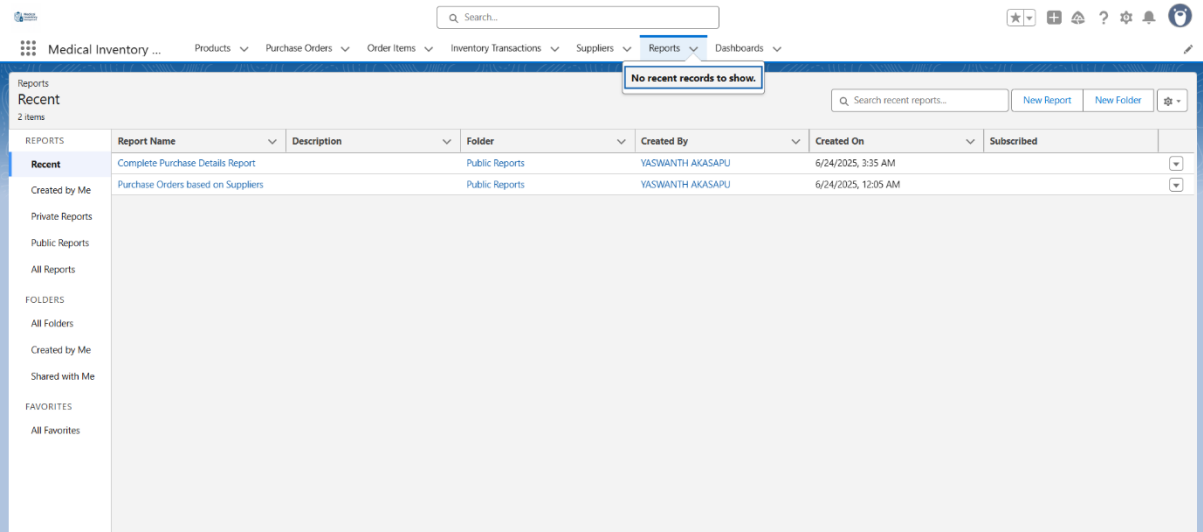 Search...
Medical Inventory ...
Products
Purchase Orders
Order Items
Inventory Transactions
Suppliers
Reports
Dashboards
No recent records to show.
Reports
Recent
2 items
Search recent reports...
New Report
New Folder
REPORTS
Recent
Created by Me
Private Reports
Public Reports
All Reports
FOLDERS
All Folders
Created by Me
Shared with Me
FAVORITES
All Favorites
Report Name Description Folder Created By Created On Subscribed
Complete Purchase Details Report Public Reports YASWANTH AKASAPU 6/24/2025, 3:35 AM
Purchase Orders based on Suppliers Public Reports YASWANTH AKASAPU 6/24/2025, 12:05 AM